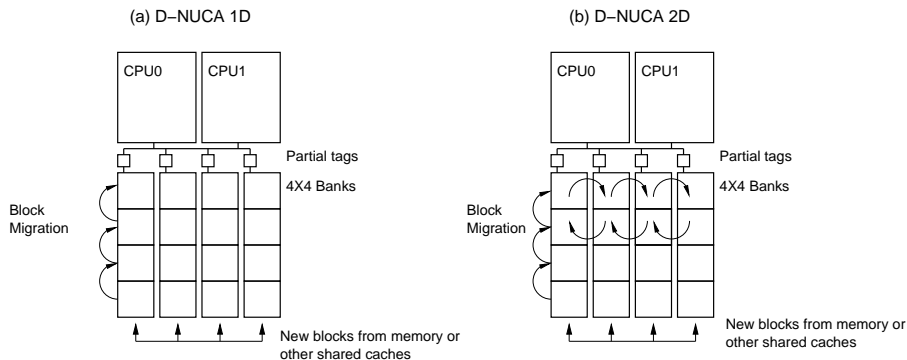 (a) D−NUCA 1D
CPU0
CPU1
Partial tags
4X4 Banks
Block
Migration
New blocks from memory or
other shared caches
(b) D−NUCA 2D
CPU0
CPU1
Partial tags
4X4 Banks
Block
Migration
New blocks from memory or
other shared caches